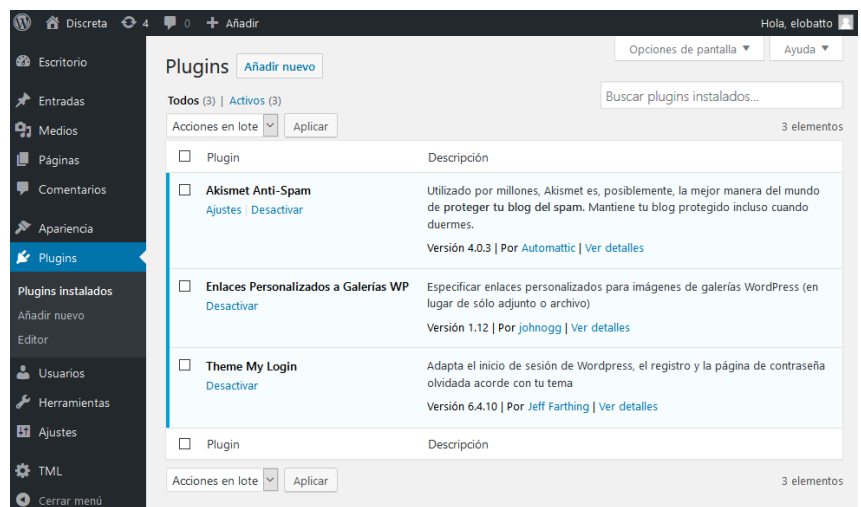 Discreta 4 0 Añadir Hola, elobatto
Escritorio
Entradas
Medios
Páginas
Comentarios
Apariencia
Plugins
Plugins instalados
Añadir nuevo
Editor
Usuarios
Herramientas
Ajustes
TML
Cerrar menú
Opciones de pantalla Ayuda
Plugins Añadir nuevo
Todos (3) | Activos (3)
Buscar plugins instalados...
Acciones en lote Aplicar 3 elementos
Plugin Descripción
Akismet Anti-Spam
Ajustes | Desactivar
Utilizado por millones, Akismet es, posiblemente, la mejor manera del mundo
de proteger tu blog del spam. Mantiene tu blog protegido incluso cuando
duermes.
Versión 4.0.3 | Por Automattic | Ver detalles
Enlaces Personalizados a Galerías WP
Desactivar
Especificar enlaces personalizados para imágenes de galerías WordPress (en
lugar de sólo adjunto o archivo)
Versión 1.12 | Por johnogg | Ver detalles
Theme My Login
Desactivar
Adapta el inicio de sesión de Wordpress, el registro y la página de contraseña
olvidada acorde con tu tema
Versión 6.4.10 | Por Jeff Farthing | Ver detalles
Plugin Descripción
Acciones en lote Aplicar 3 elementos